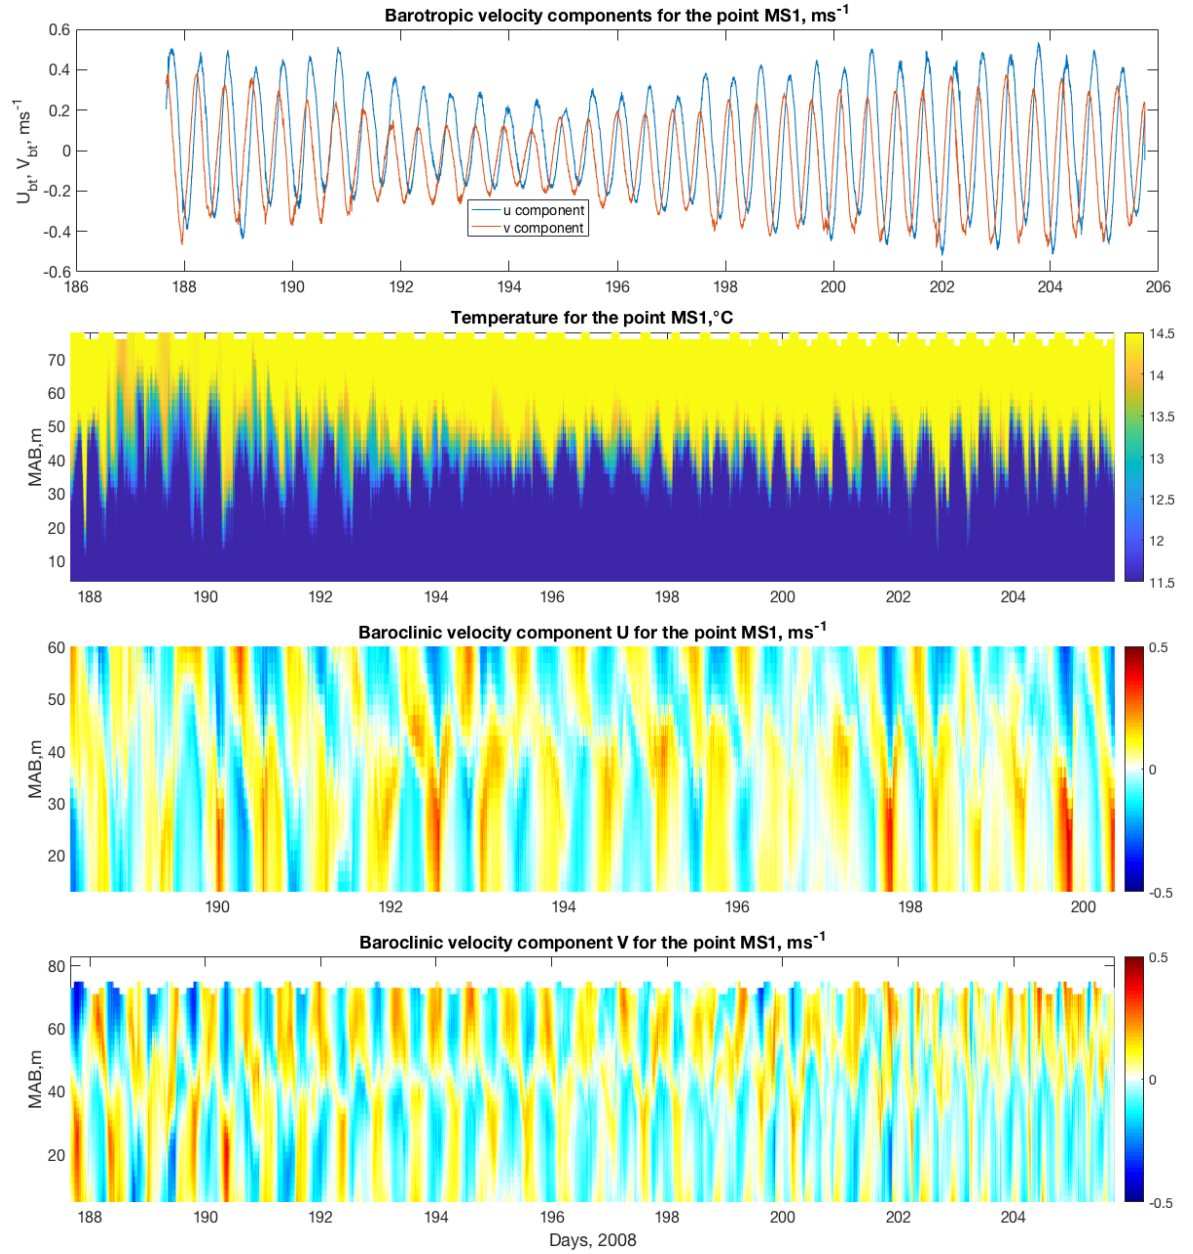 Barotropic velocity components for the point MS1, ms-1
0.6
0.4
0.2
0
-0.2
-0.4
-0.6
Ubt, Vbt, ms-1
u component
v component
186 188 190 192 194 196 198 200 202 204 206
Temperature for the point MS1,°C
70
60
50
40
30
20
10
MAB,m
14.5
14
13.5
13
12.5
12
11.5
188 190 192 194 196 198 200 202 204
Baroclinic velocity component U for the point MS1, ms-1
60
50
40
30
20
MAB,m
0.5
0
-0.5
190 192 194 196 198 200
Baroclinic velocity component V for the point MS1, ms-1
80
60
40
20
MAB,m
0.5
0
-0.5
188 190 192 194 196 198 200 202 204
Days, 2008